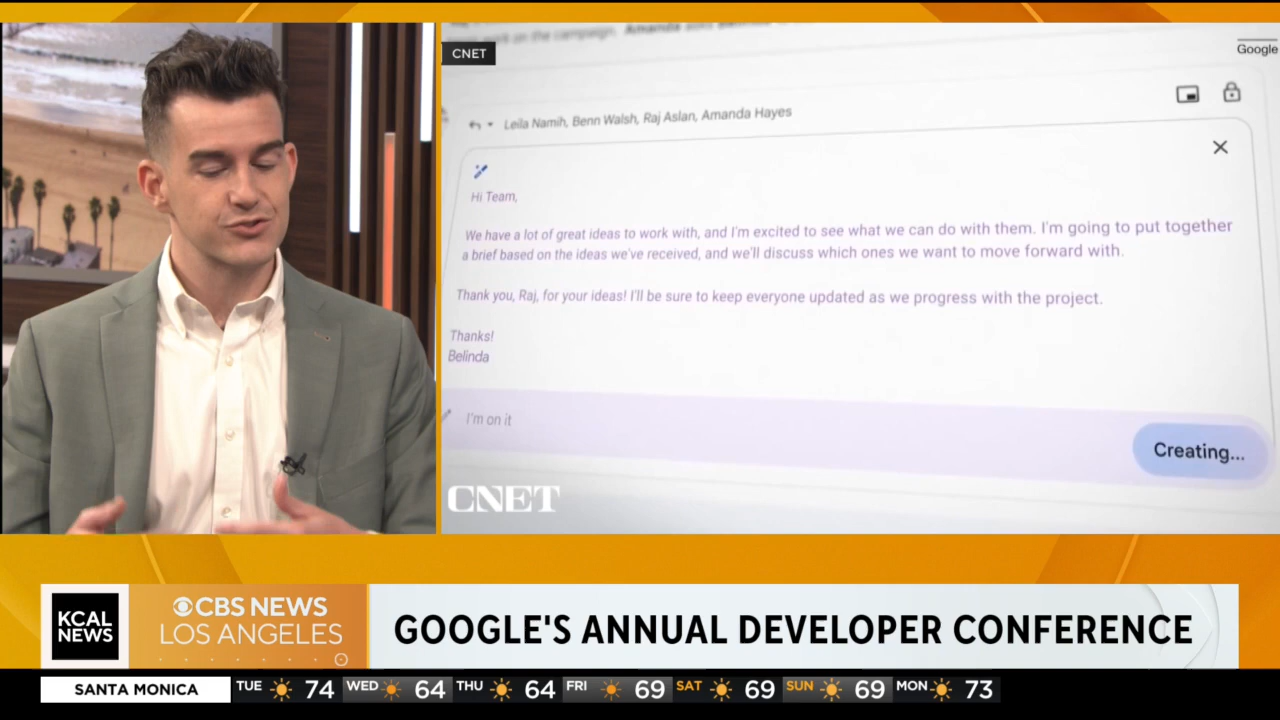 CNET
Google
Leila Namih, Benn Walsh, Raj Aslan, Amanda Hayes
Hi Team,
We have a lot of great ideas to work with, and I'm excited to see what we can do with them. I'm going to put together
a brief based on the ideas we've received, and we'll discuss which ones we want to move forward with.
Thank you, Raj, for your ideas! I'll be sure to keep everyone updated as we progress with the project.
Thanks!
Belinda
I'm on it
Creating...
CNET
KCAL
NEWS
CBS NEWS
LOS ANGELES
GOOGLE'S ANNUAL DEVELOPER CONFERENCE
SANTA MONICA TUE 74 WED 64 THU 64 FRI 69 SAT 69 SUN 69 MON 73